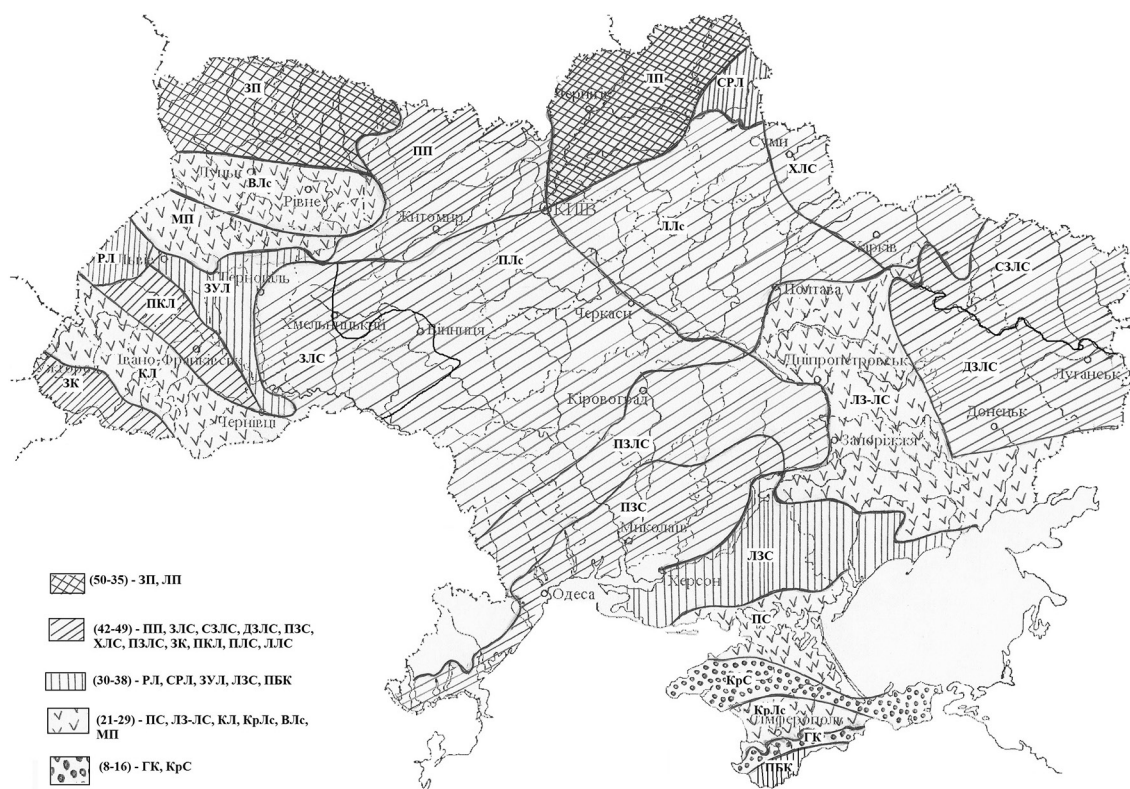 ЗП
ЛП
СРЛ
Чернігів
ПП
Суми
ХЛС
Луцьк
ВЛс
Рівне
КИЇВ
МП
Житомир
ЛЛс
Харків
РЛ
Львів
ПЛс
СЗЛС
Тернопіль
ЗУЛ
ПКЛ
Полтава
Черкаси
Хмельницький
Вінниця
ЗЛС
Івано-Франківськ
Ужгород
КЛ
ЗК
Дніпропетровськ
ДЗЛС
Луганськ
Кіровоград
ЛЗ-ЛС
Донецьк
Чернівці
ПЗЛС
Запоріжжя
ПЗС
Миколаїв
ЛЗС
Херсон
Одеса
ПС
КрС
КрЛс
Сімферополь
ГК
ПБК
(50-35) - ЗП, ЛП
(42-49) - ПП, ЗЛС, СЗЛС, ДЗЛС, ПЗС,
ХЛС, ПЗЛС, ЗК, ПКЛ, ПЛС, ЛЛС
(30-38) - РЛ, СРЛ, ЗУЛ, ЛЗС, ПБК
(21-29) - ПС, ЛЗ-ЛС, КЛ, КрЛс, ВЛс,
МП
(8-16) - ГК, КрС